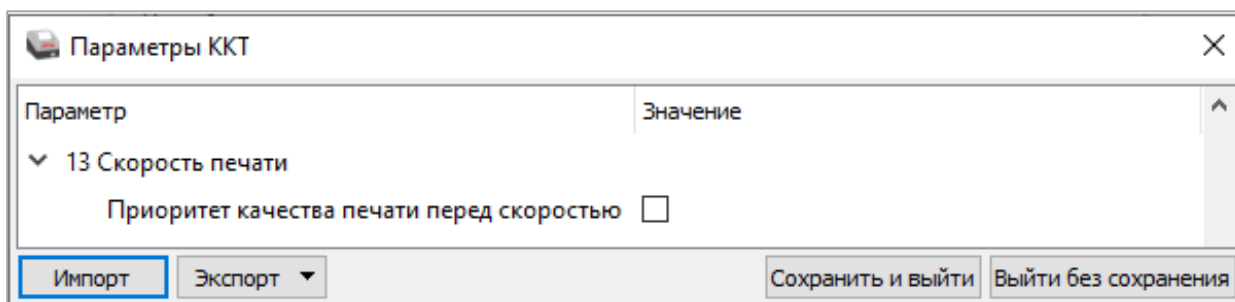 Параметры ККТ
Параметр Значение
13 Скорость печати
Приоритет качества печати перед скоростью
Импорт Экспорт Сохранить и выйти Выйти без сохранения